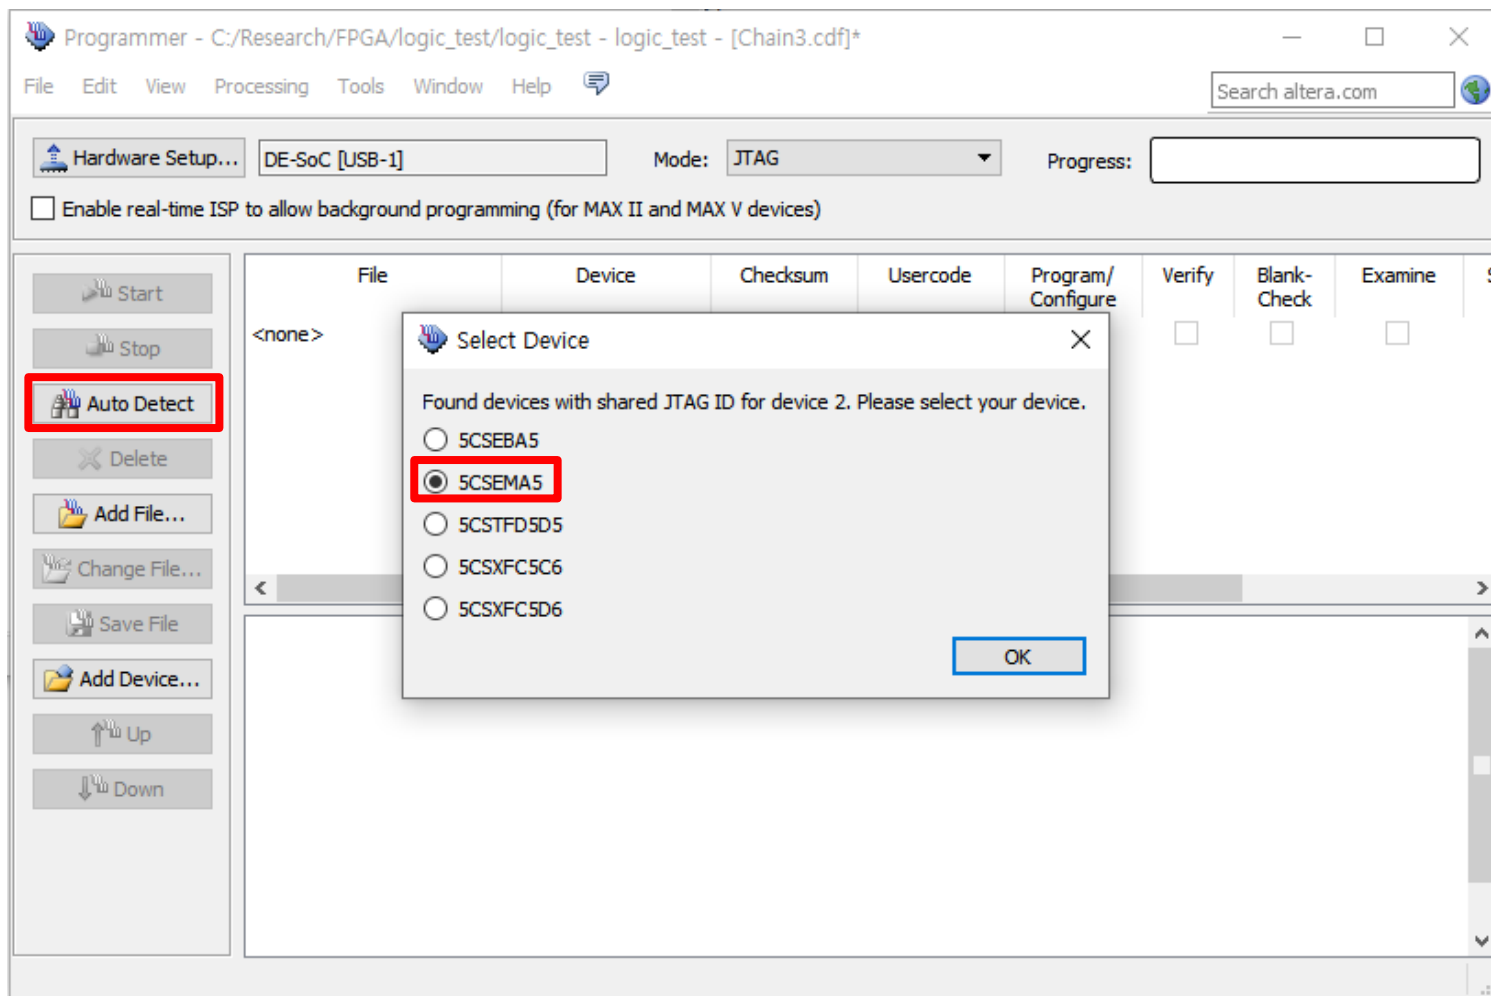 Programmer - C:/Research/FPGA/logic_test/logic_test - logic_test - [Chain3.cdf]*
File Edit View Processing Tools Window Help
Search altera.com
Hardware Setup... DE-SoC [USB-1] Mode: JTAG Progress:
Enable real-time ISP to allow background programming (for MAX II and MAX V devices)
File Device Checksum Usercode Program/ Configure Verify Blank- Check Examine
<none>
Start
Stop
Auto Detect
Delete
Add File...
Change File...
Save File
Add Device...
Up
Down
Select Device
Found devices with shared JTAG ID for device 2. Please select your device.
5CSEBA5
5CSEMA5
5CSTFD5D5
5CSXFC5C6
5CSXFC5D6
OK